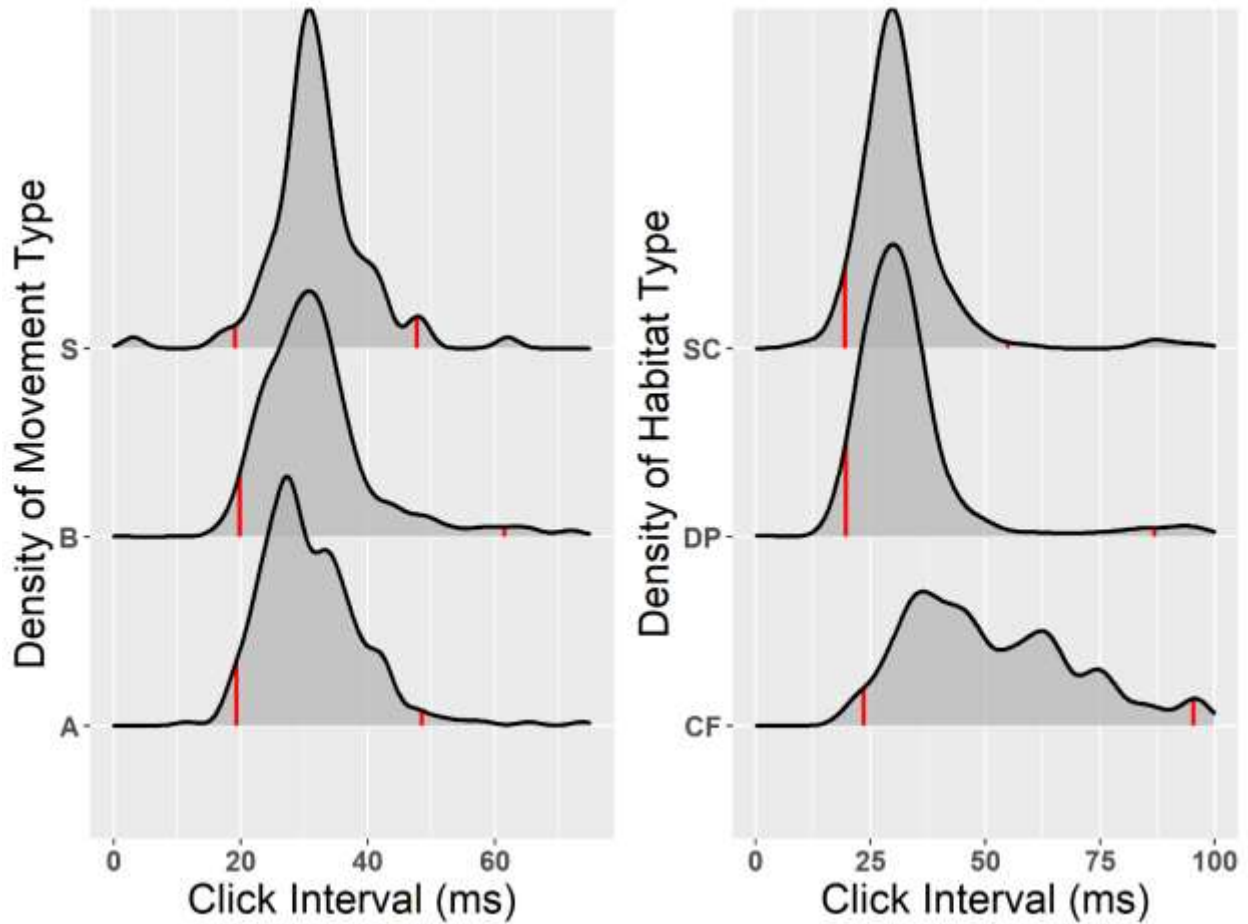 Density of Movement Type
S
B
A
0 20 40 60
Click Interval (ms)
Density of Habitat Type
SC
DP
CF
0 25 50 75 100
Click Interval (ms)